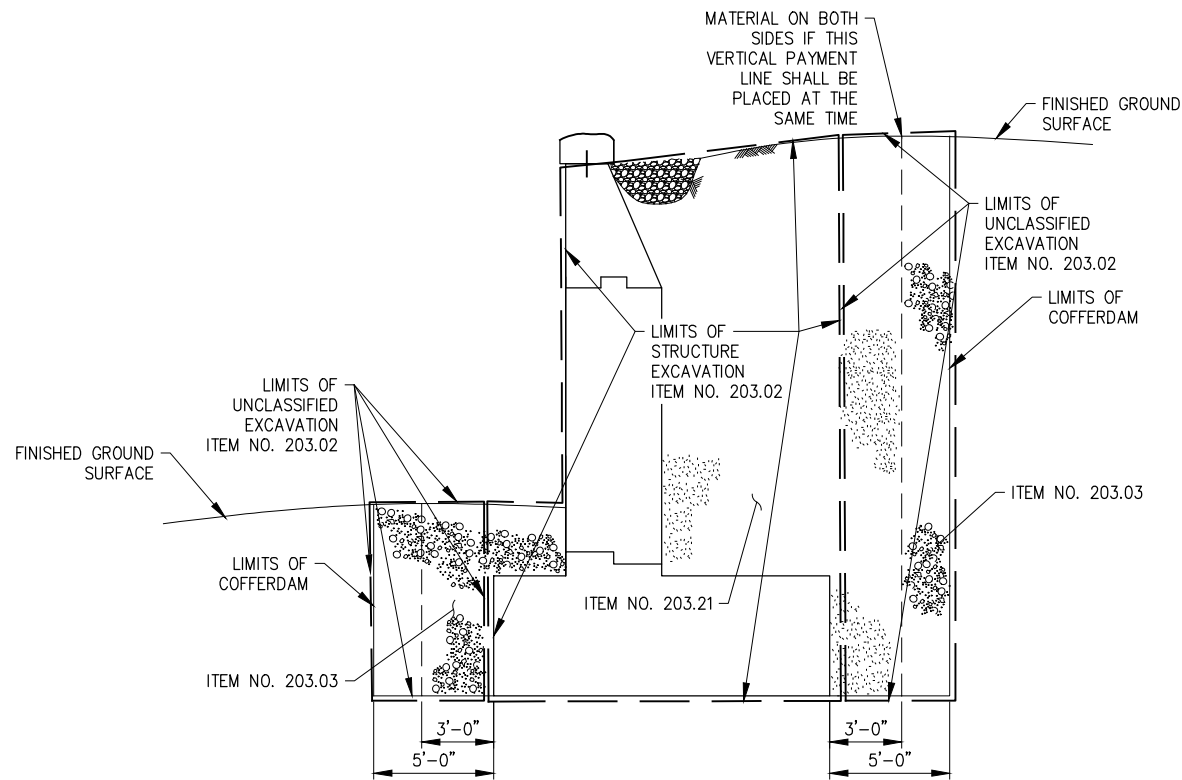 MATERIAL ON BOTH
SIDES IF THIS
VERTICAL PAYMENT
LINE SHALL BE
PLACED AT THE
SAME TIME
FINISHED GROUND
SURFACE
LIMITS OF
UNCLASSIFIED
EXCAVATION
ITEM NO. 203.02
LIMITS OF
COFFERDAM
LIMITS OF
STRUCTURE
EXCAVATION
ITEM NO. 203.02
LIMITS OF
UNCLASSIFIED
EXCAVATION
ITEM NO. 203.02
FINISHED GROUND
SURFACE
ITEM NO. 203.03
LIMITS OF
COFFERDAM
ITEM NO. 203.21
ITEM NO. 203.03
3'-0"
5'-0"
3'-0"
5'-0"